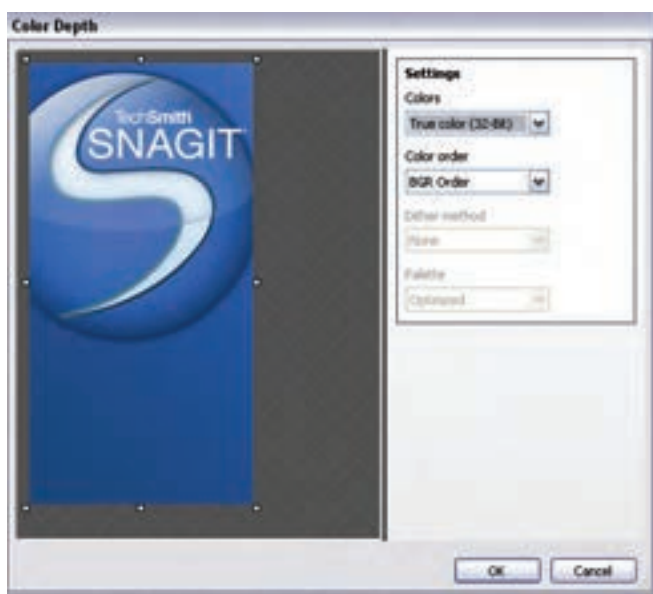 Color Depth
TechSmith
SNAGIT
Settings
Colors
True color (32-Bit)
Color order
BGR Order
Dither method
None
Palette
Optimized
OK
Cancel